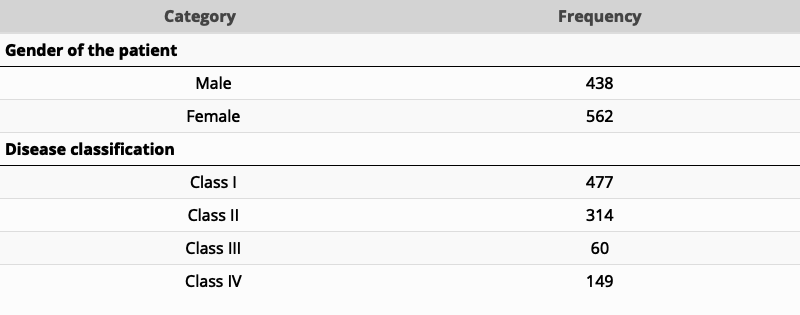 Category Frequency
Gender of the patient
Male 438
Female 562
Disease classification
Class I 477
Class II 314
Class III 60
Class IV 149